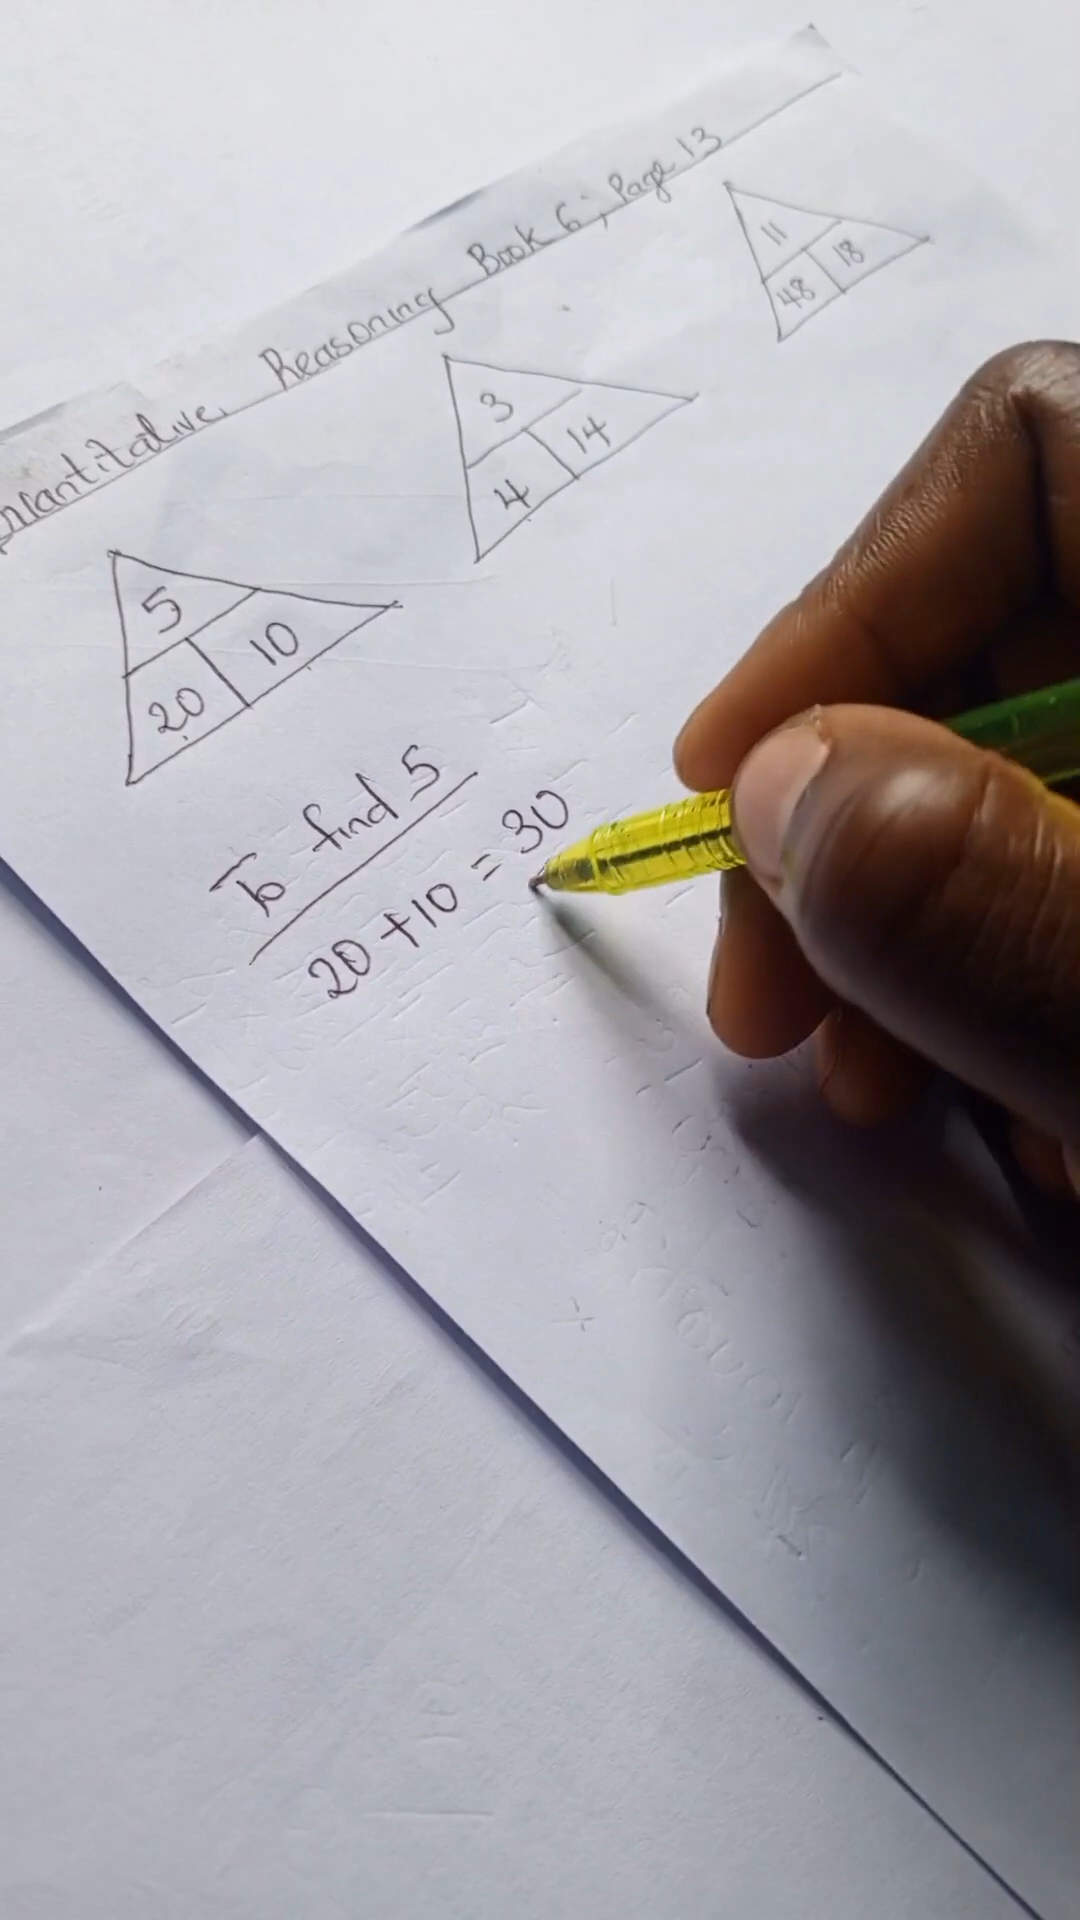 Quantitative Reasoning Book 6; Page 13
5
20 10
3
4 14
11
48 18
To find 5
20 + 10 = 30